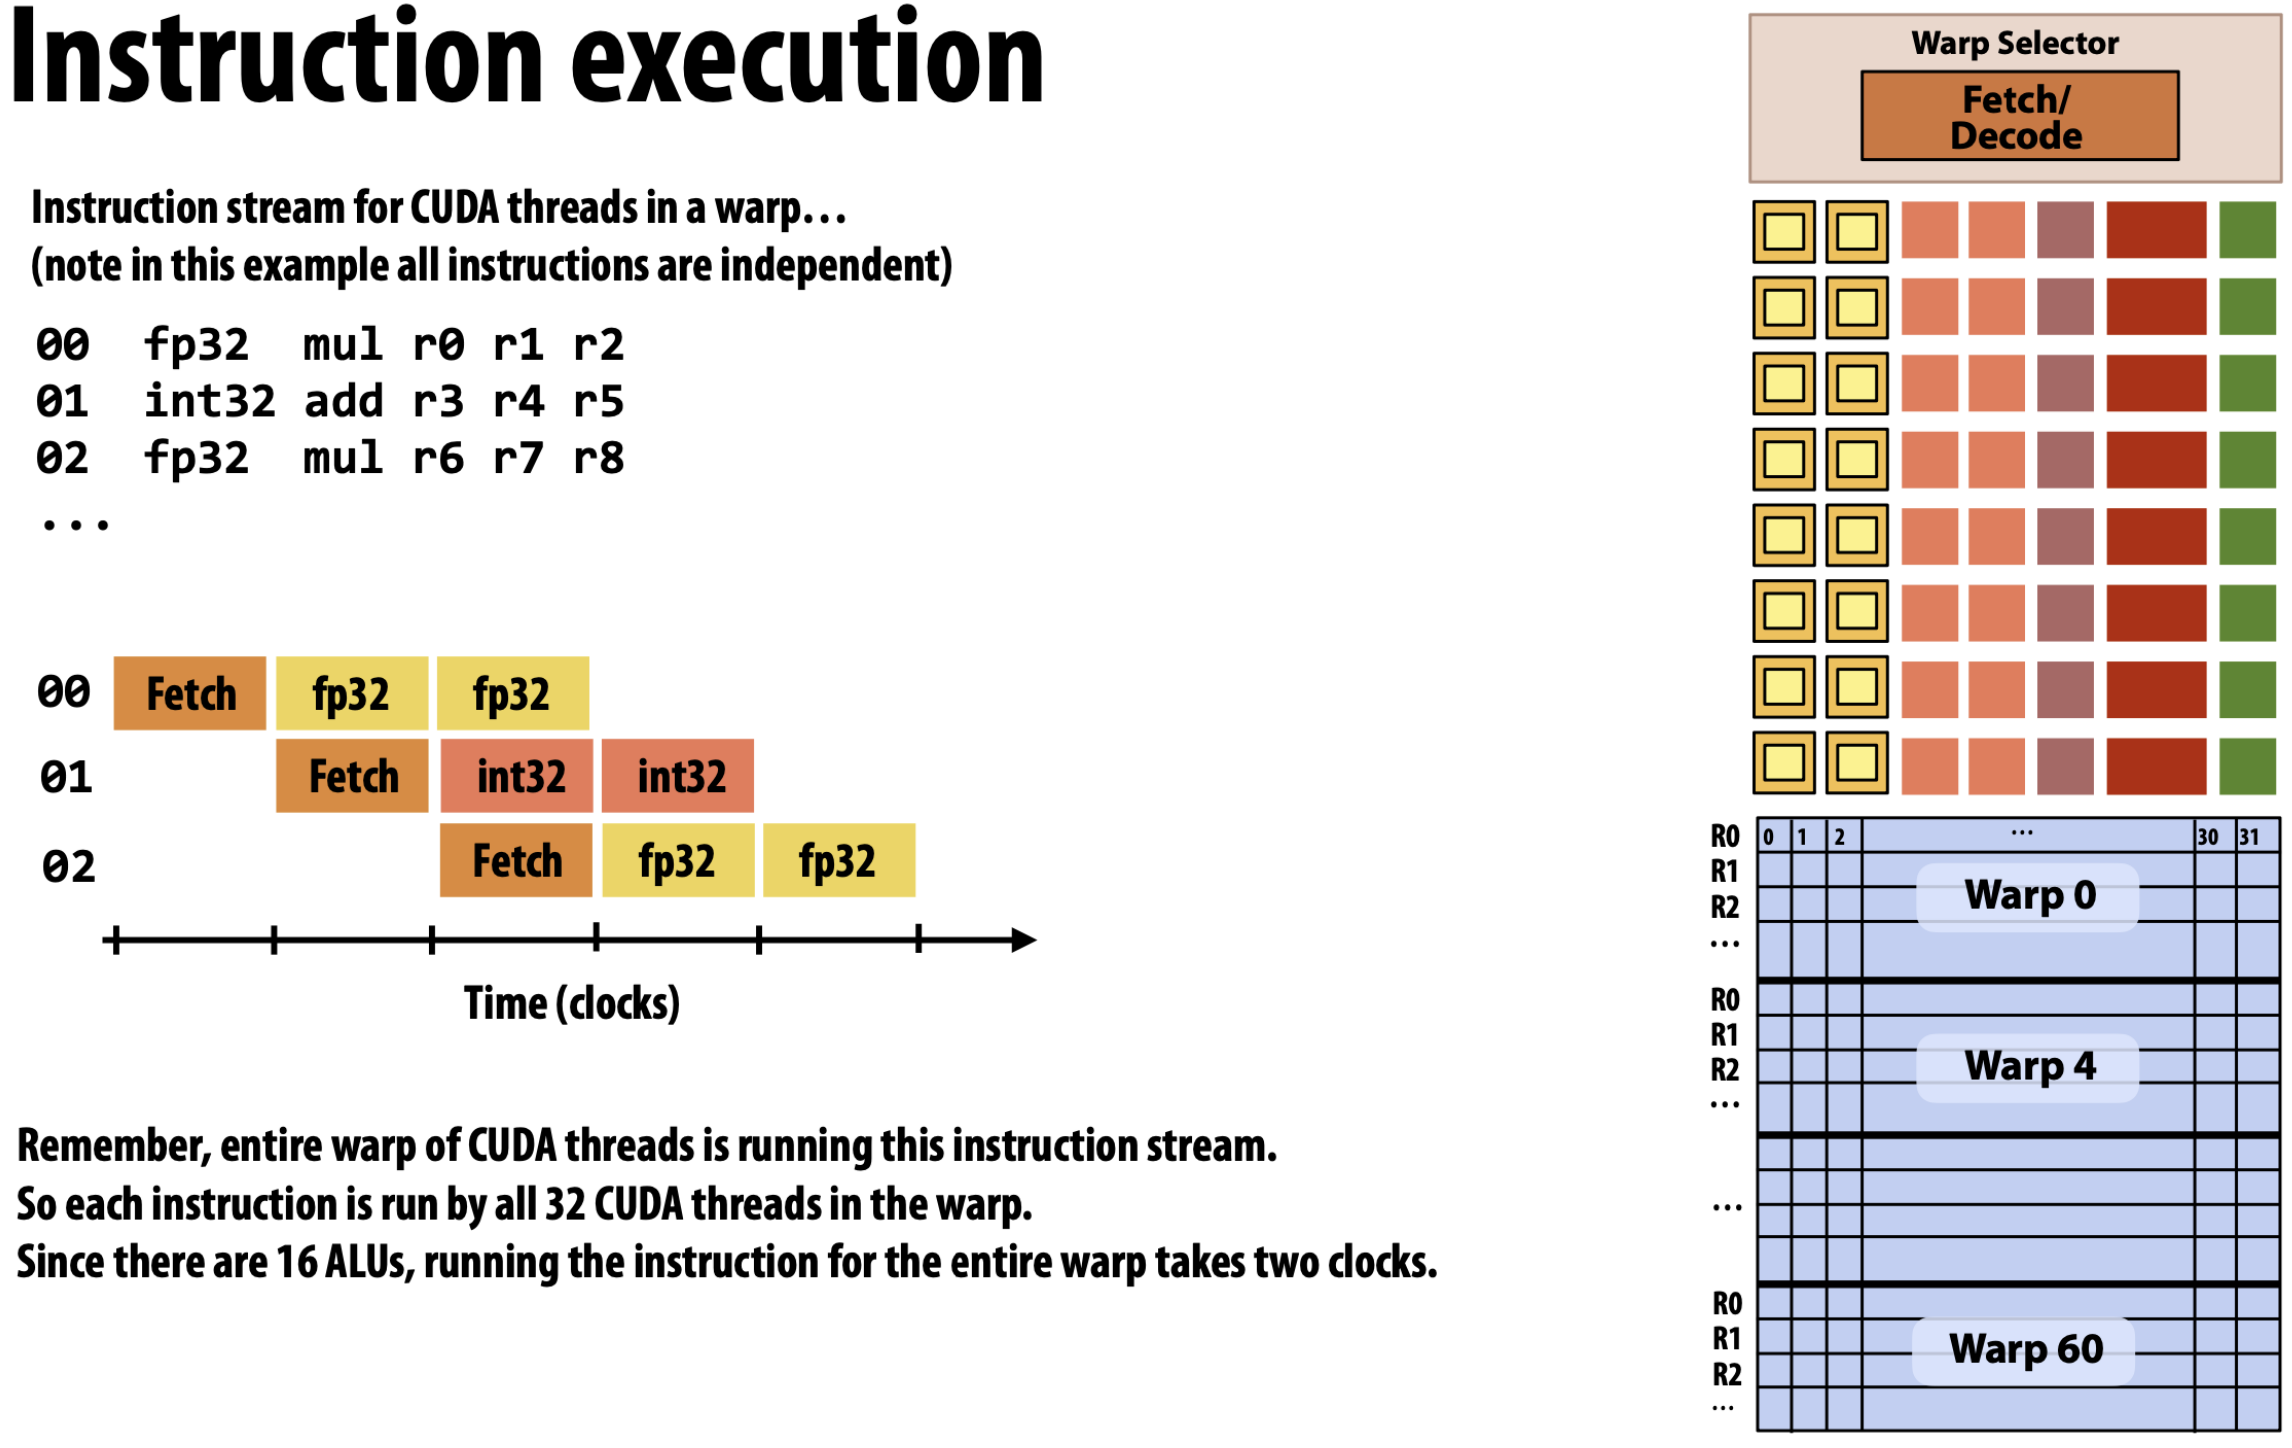 Instruction execution
Instruction stream for CUDA threads in a warp…
(note in this example all instructions are independent)
00 fp32 mul r0 r1 r2
01 int32 add r3 r4 r5
02 fp32 mul r6 r7 r8
...
00 Fetch fp32 fp32
01 Fetch int32 int32
02 Fetch fp32 fp32
Time (clocks)
Remember, entire warp of CUDA threads is running this instruction stream.
So each instruction is run by all 32 CUDA threads in the warp.
Since there are 16 ALUs, running the instruction for the entire warp takes two clocks.
Warp Selector
Fetch/
Decode
R0 0 1 2 ... 30 31
R1
Warp 0
R2
...
R0
R1
Warp 4
R2
...
...
R0
R1
Warp 60
R2
...